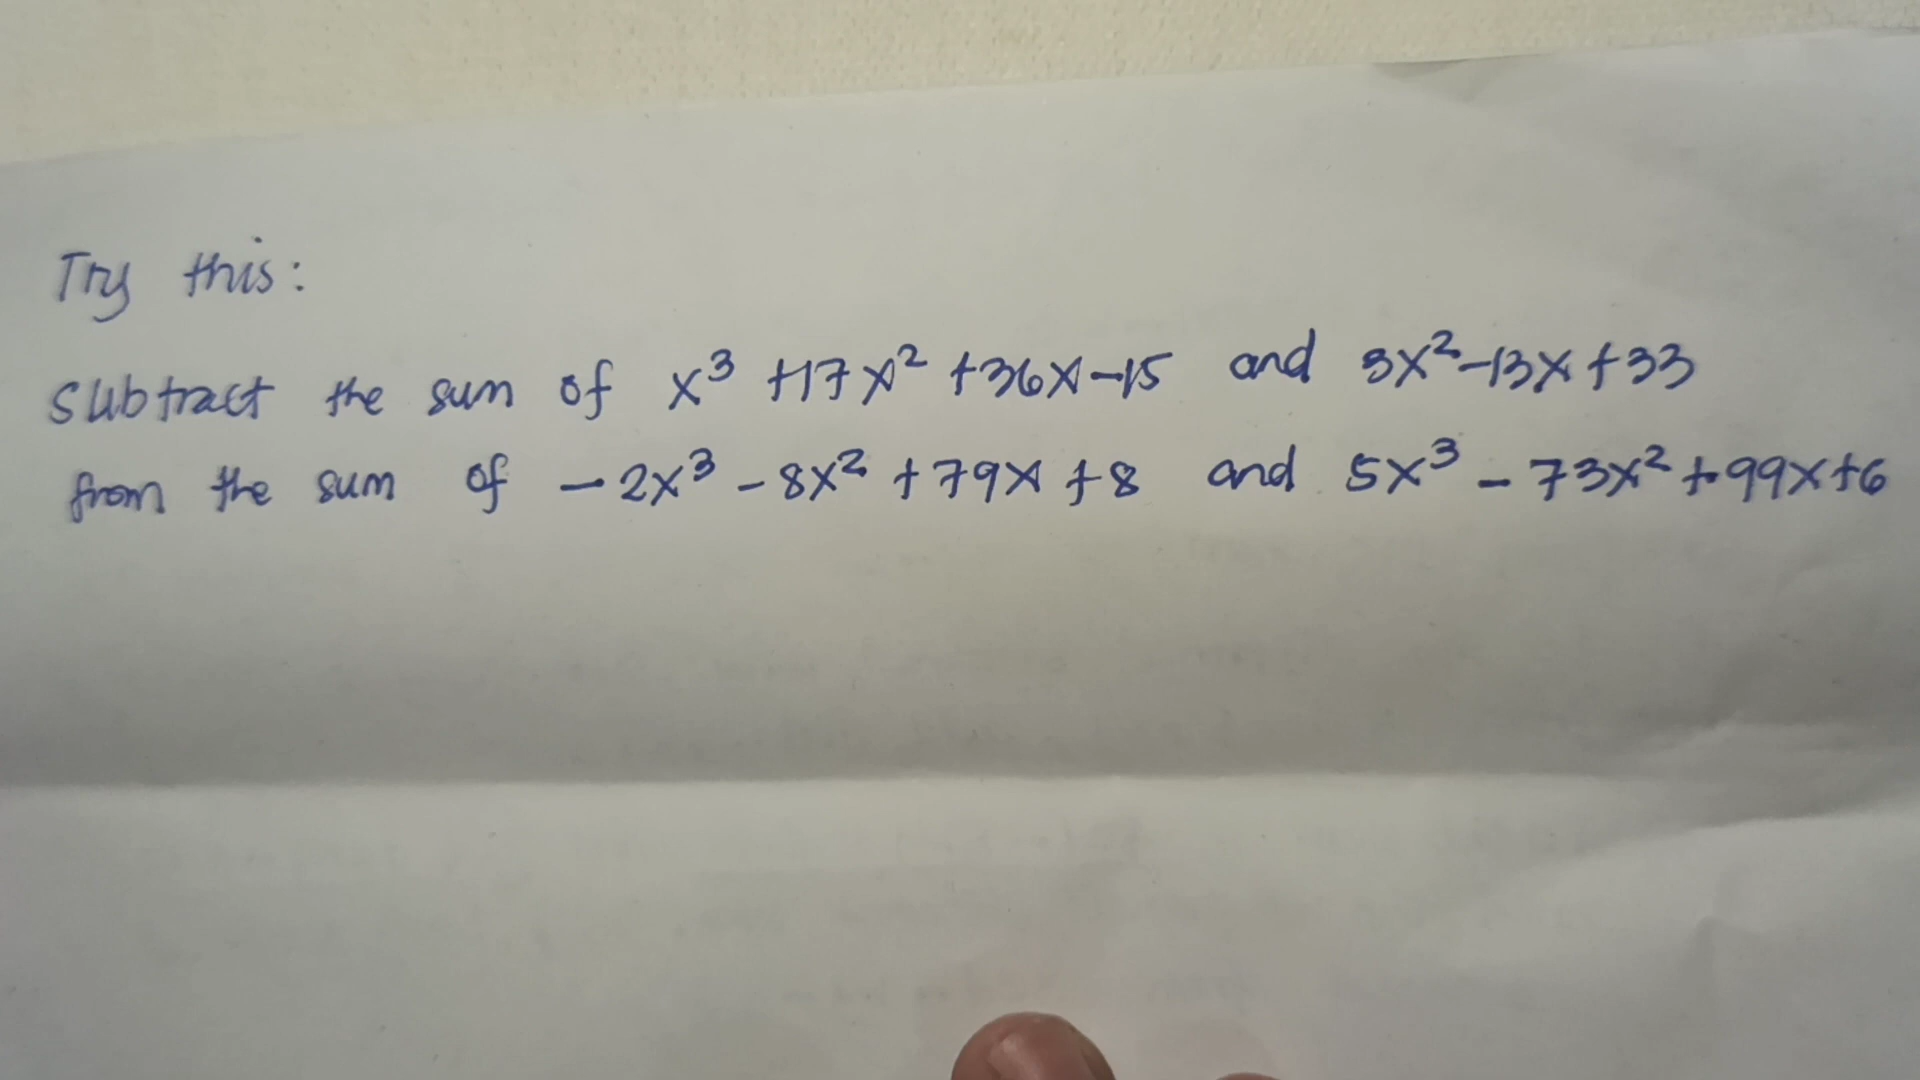 Try this:
Subtract the sum of x³ +17x² +36x-15 and 3x²-13x+33
from the sum of -2x³ - 8x² +79x +8 and 5x³ - 73x² +99x+6